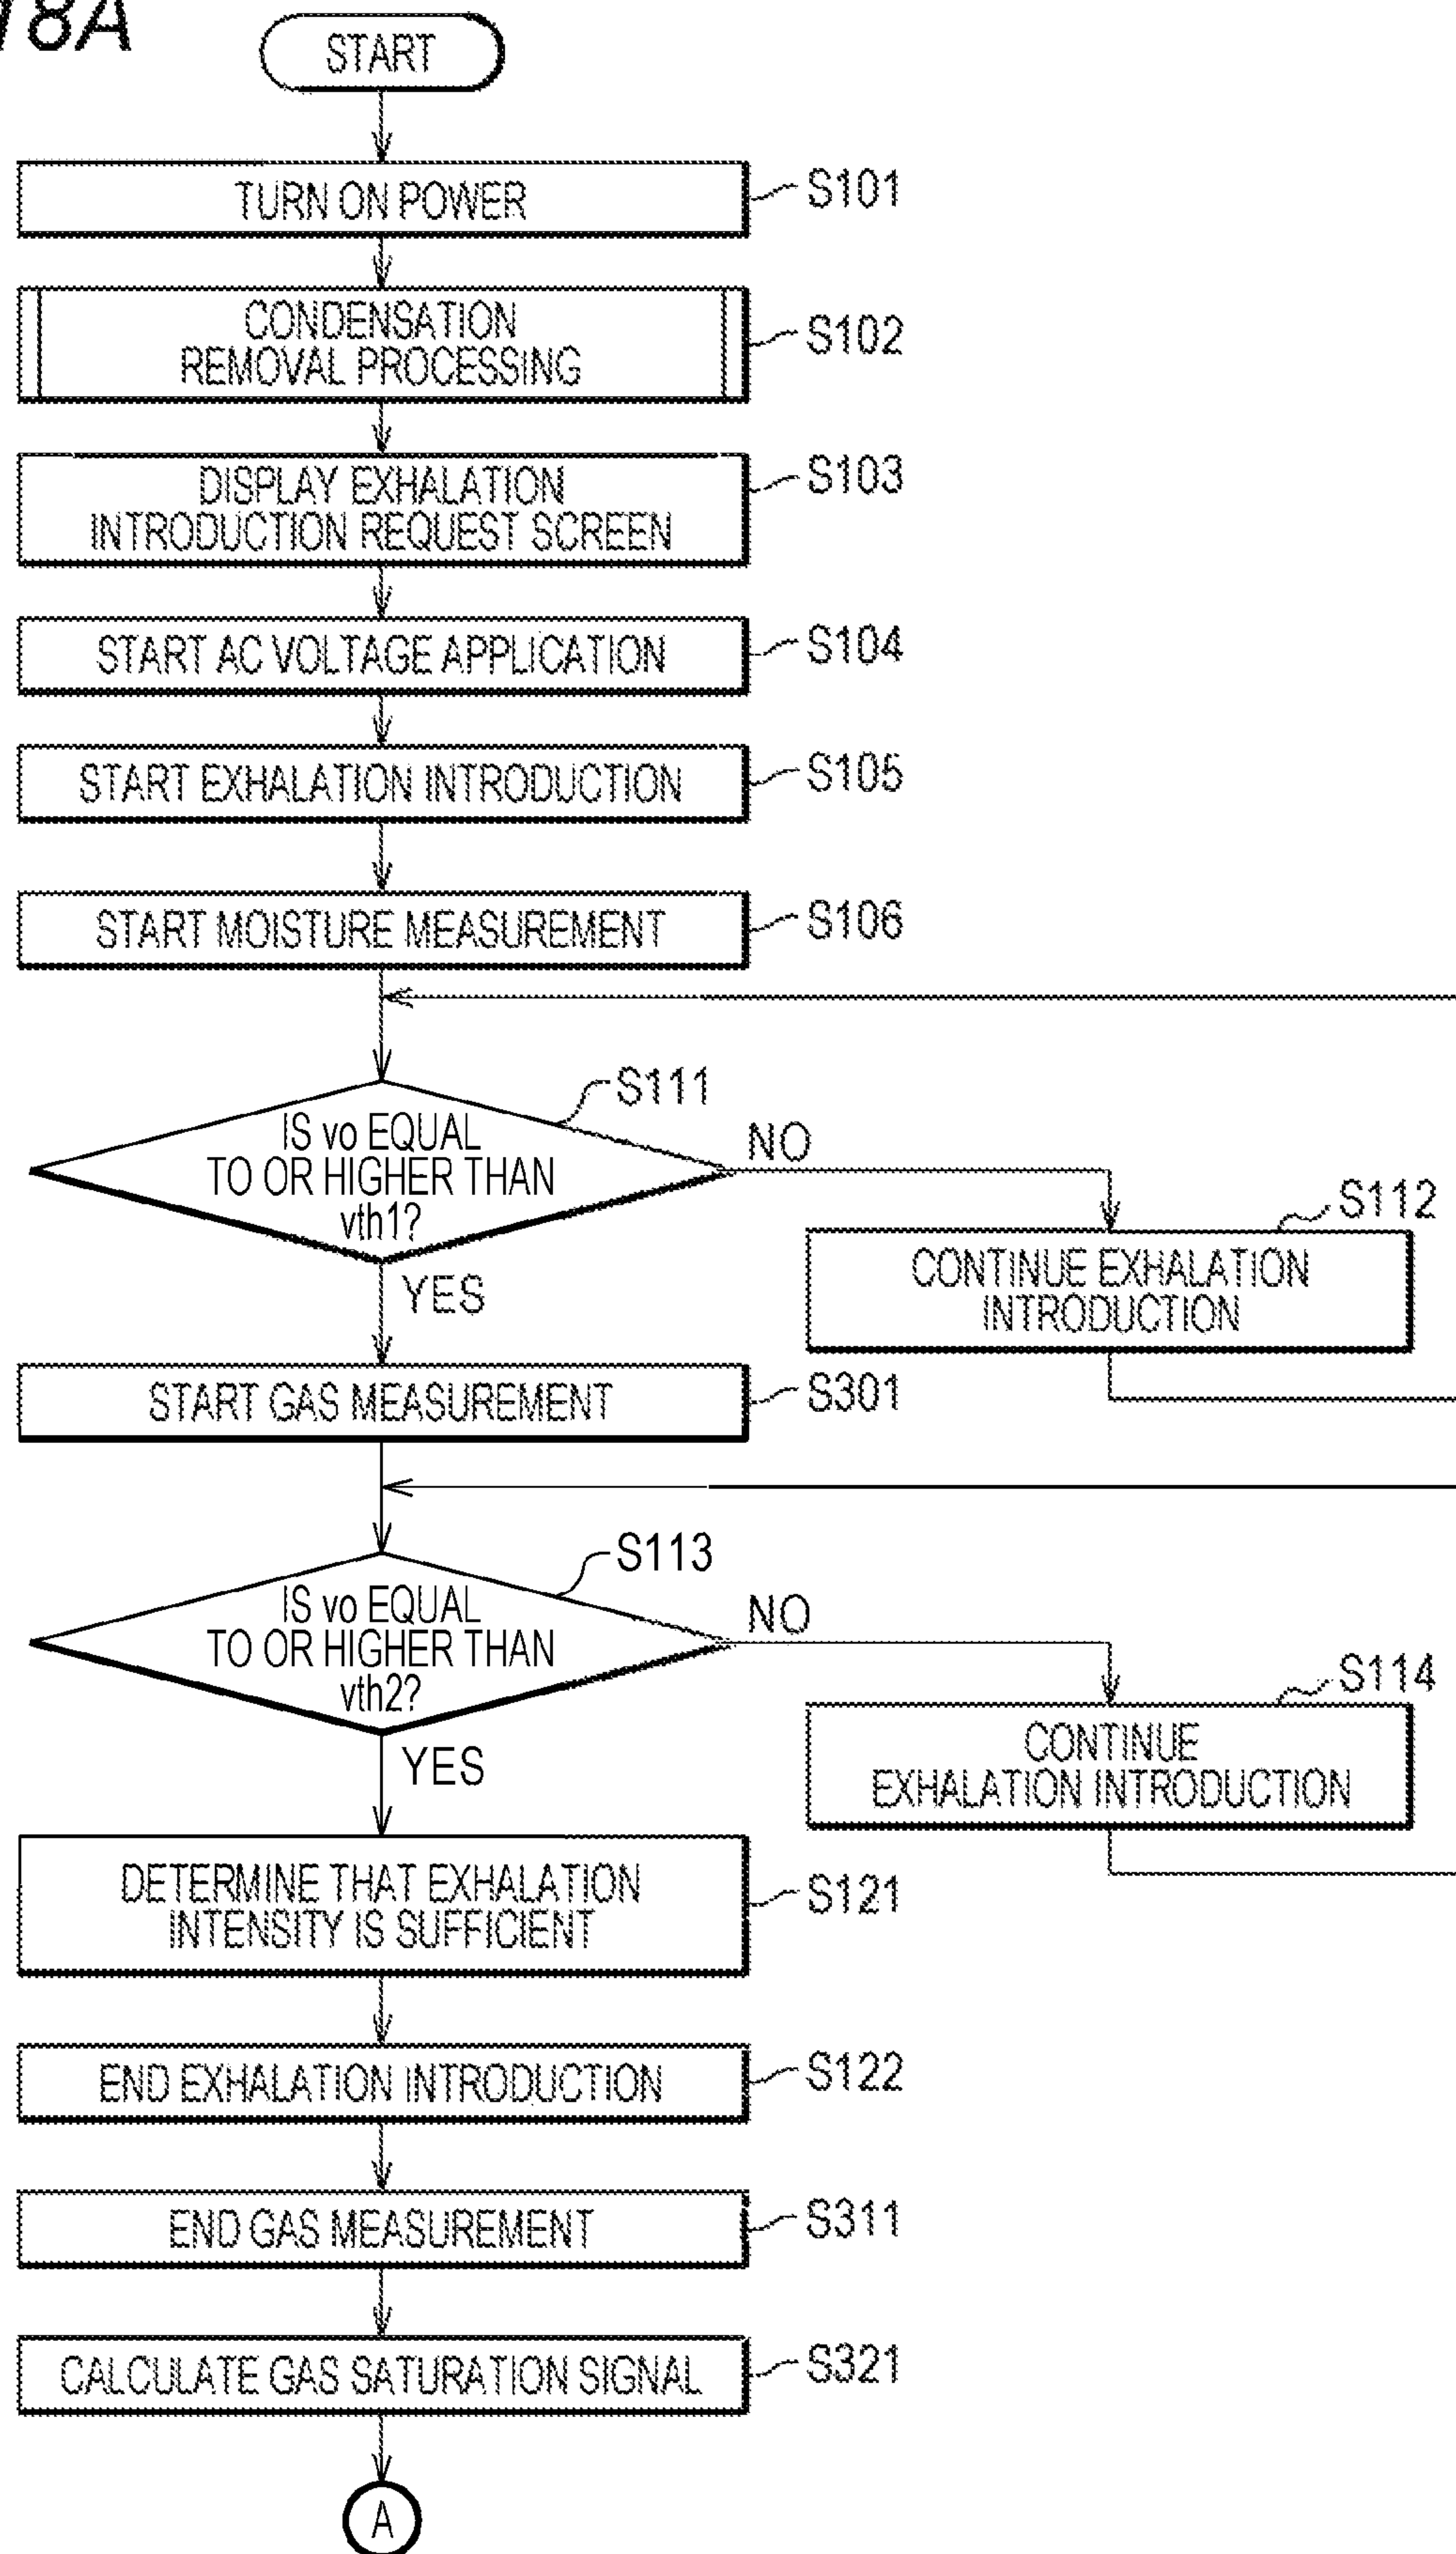 18A
START
TURN ON POWER
S101
CONDENSATION
REMOVAL PROCESSING
S102
DISPLAY EXHALATION
INTRODUCTION REQUEST SCREEN
S103
START AC VOLTAGE APPLICATION
S104
START EXHALATION INTRODUCTION
S105
START MOISTURE MEASUREMENT
S106
S111
IS vo EQUAL
TO OR HIGHER THAN
vth1?
NO
YES
S112
CONTINUE EXHALATION
INTRODUCTION
START GAS MEASUREMENT
S301
S113
IS vo EQUAL
TO OR HIGHER THAN
vth2?
NO
YES
S114
CONTINUE
EXHALATION INTRODUCTION
DETERMINE THAT EXHALATION
INTENSITY IS SUFFICIENT
S121
END EXHALATION INTRODUCTION
S122
END GAS MEASUREMENT
S311
CALCULATE GAS SATURATION SIGNAL
S321
A